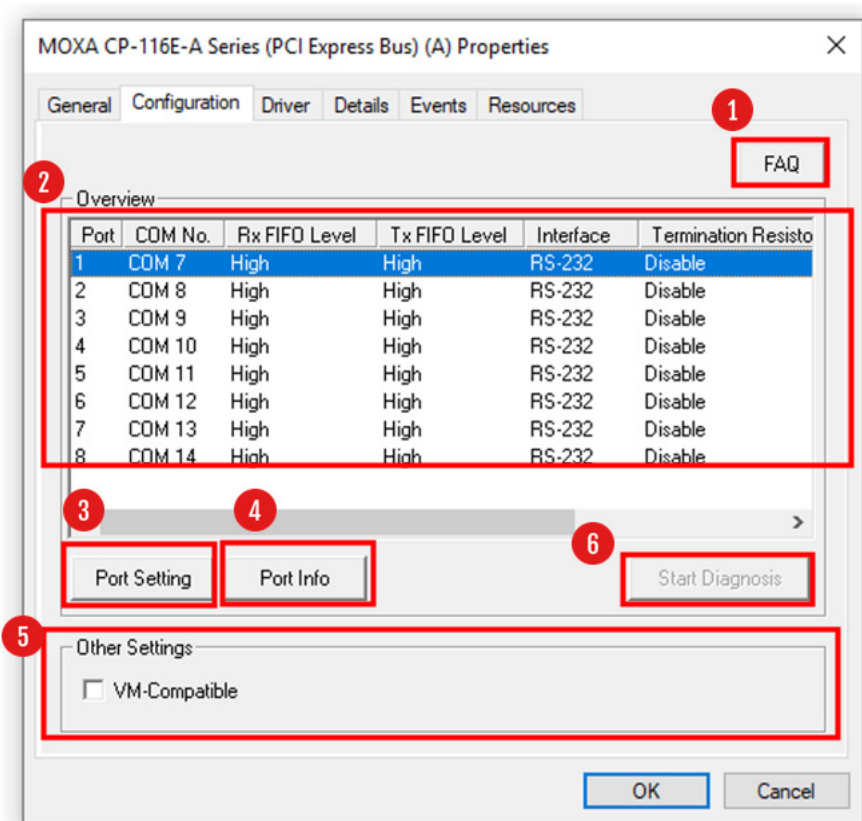 MOXA CP-116E-A Series (PCI Express Bus) (A) Properties
General Configuration Driver Details Events Resources
1
FAQ
2
Overview
Port COM No. Rx FIFO Level Tx FIFO Level Interface Termination Resisto
1 COM 7 High High RS-232 Disable
2 COM 8 High High RS-232 Disable
3 COM 9 High High RS-232 Disable
4 COM 10 High High RS-232 Disable
5 COM 11 High High RS-232 Disable
6 COM 12 High High RS-232 Disable
7 COM 13 High High RS-232 Disable
8 COM 14 High High RS-232 Disable
3 4 6
Port Setting Port Info Start Diagnosis
5
Other Settings
VM-Compatible
OK Cancel